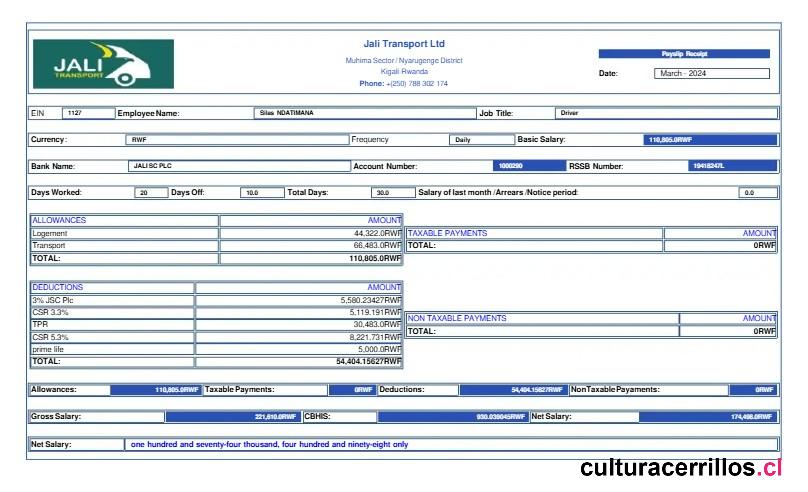 JALI
TRANSPORT
Jali Transport Ltd
Muhima Sector / Nyarugenge District
Kigali Rwanda
Phone: +(250) 788 302 174
Payslip Receipt
Date: March - 2024
EIN 1127 Employee Name: Silas NDATIMANA Job Title: Driver
Currency: RWF Frequency Daily Basic Salary: 110,805.0RWF
Bank Name: JALI SC PLC Account Number: 1000290 RSSB Number: 19418247L
Days Worked: 20 Days Off: 10.0 Total Days: 30.0 Salary of last month /Arrears /Notice period: 0.0
ALLOWANCES AMOUNT
Logement 44,322.0RWF
Transport 66,483.0RWF
TOTAL: 110,805.0RWF
TAXABLE PAYMENTS AMOUNT
TOTAL: 0RWF
DEDUCTIONS AMOUNT
3% JSC Plc 5,580.23427RWF
CSR 3.3% 5,119.191RWF
TPR 30,483.0RWF
CSR 5.3% 8,221.731RWF
prime life 5,000.0RWF
TOTAL: 54,404.15627RWF
NON TAXABLE PAYMENTS AMOUNT
TOTAL: 0RWF
Allowances: 110,805.0RWF Taxable Payments: 0RWF Deductions: 54,404.15627RWF NonTaxable Payaments: 0RWF
Gross Salary: 221,610.0RWF CBHIS: 930.039045RWF Net Salary: 174,498.0RWF
Net Salary: one hundred and seventy-four thousand, four hundred and ninety-eight only
culturacerrillos.cl